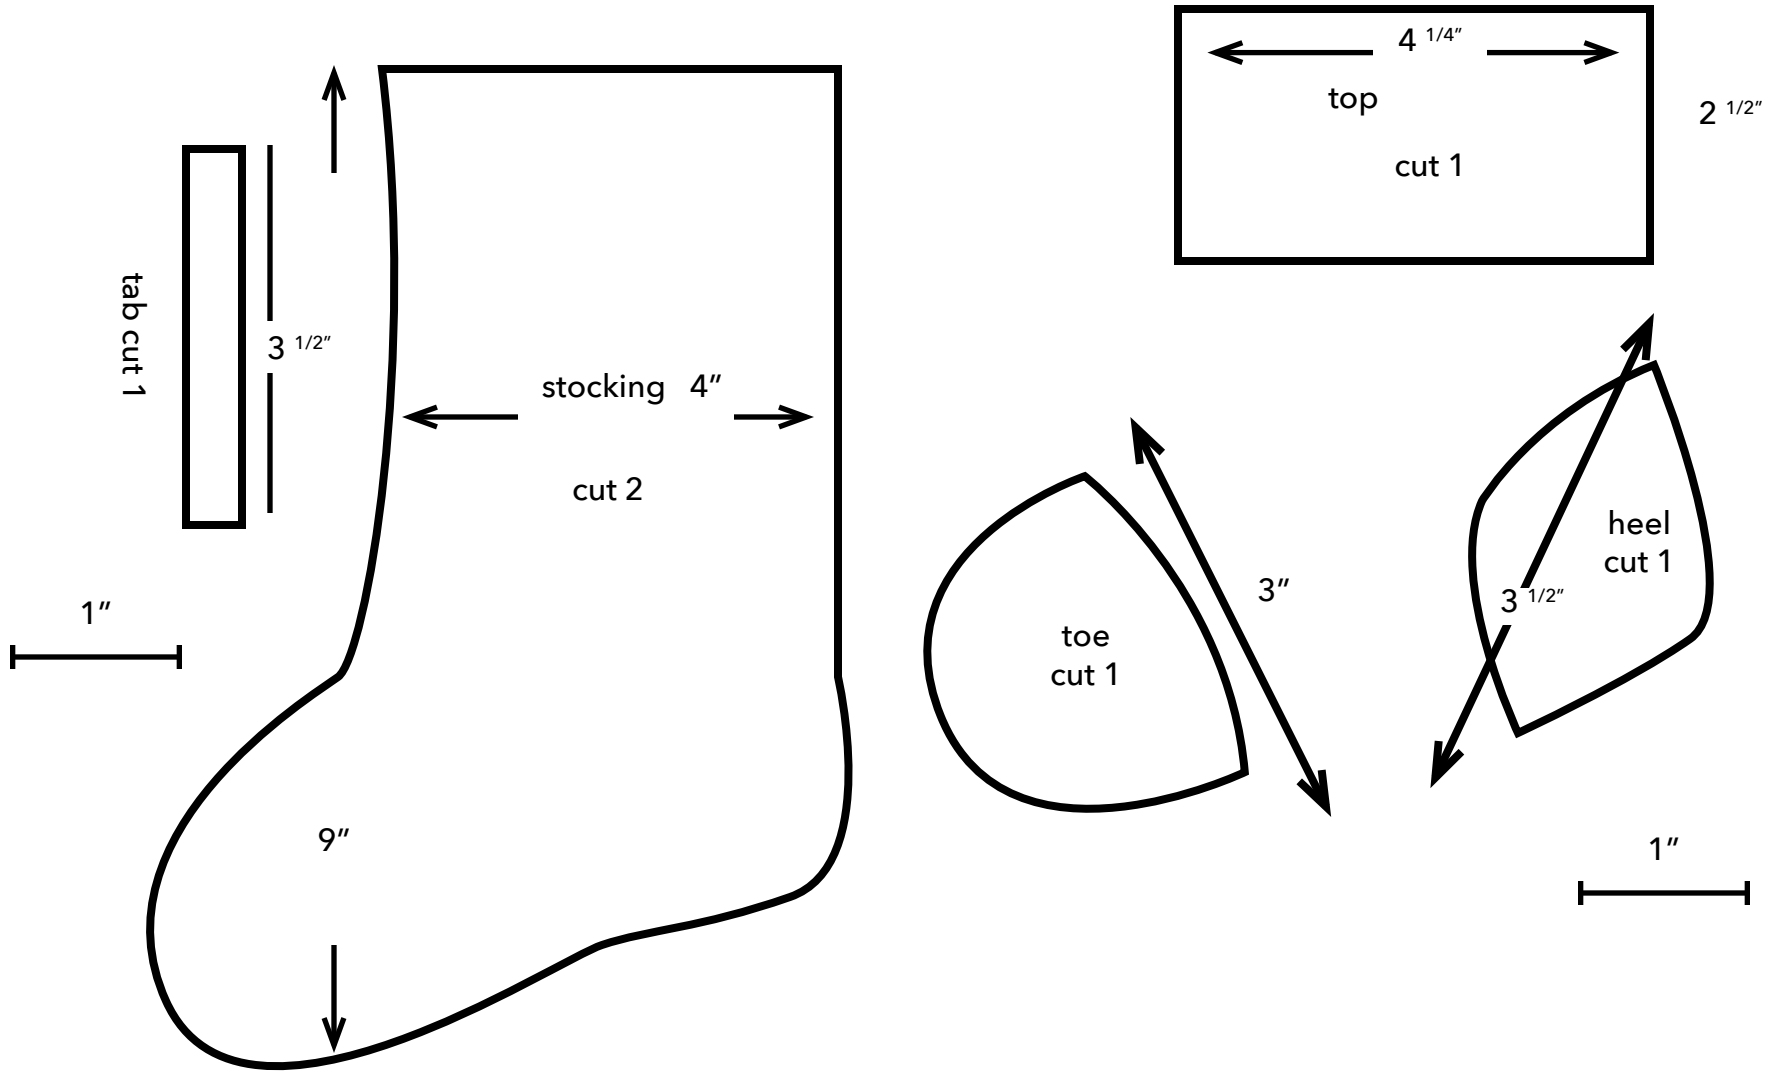 4 1/4”
top
2 1/2”
cut 1
tab cut 1
3 1/2”
stocking 4”
cut 2
1”
9”
toe
cut 1
3”
heel
cut 1
3 1/2”
1”